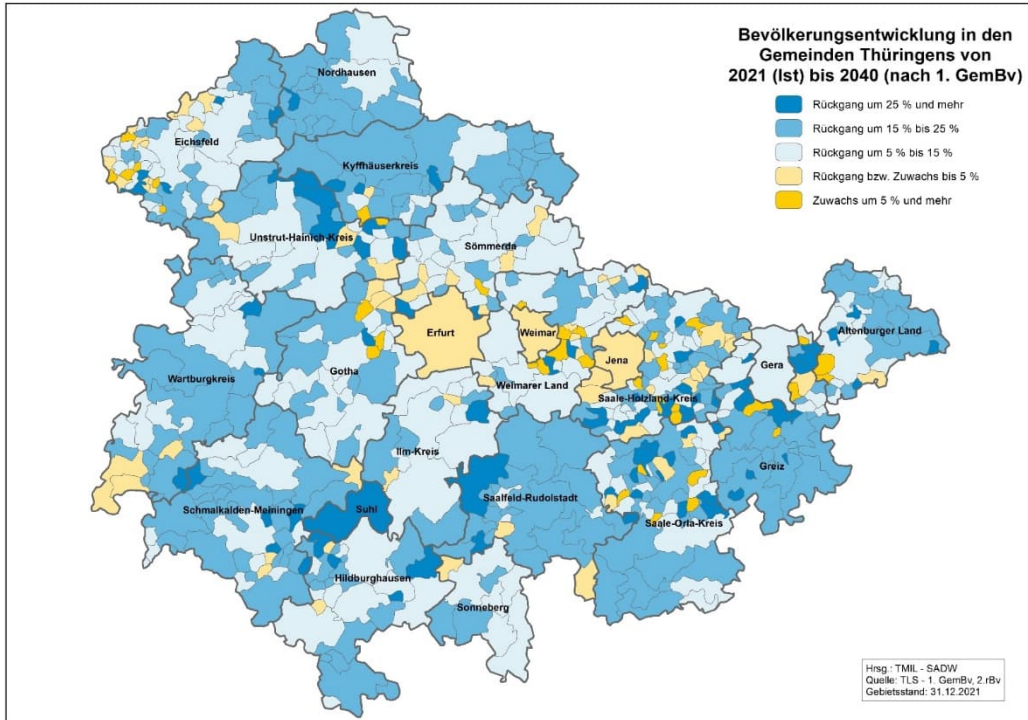 Bevölkerungsentwicklung in den
Gemeinden Thüringens von
2021 (Ist) bis 2040 (nach 1. GemBv)
Rückgang um 25 % und mehr
Rückgang um 15 % bis 25 %
Rückgang um 5 % bis 15 %
Rückgang bzw. Zuwachs bis 5 %
Zuwachs um 5 % und mehr
Nordhausen
Eichsfeld
Kyffhäuserkreis
Unstrut-Hainich-Kreis
Sömmerda
Erfurt
Weimar
Jena
Gera
Altenburger Land
Gotha
Wartburgkreis
Weimarer Land
Saale-Holzland-Kreis
Ilm-Kreis
Greiz
Saalfeld-Rudolstadt
Suhl
Schmalkalden-Meiningen
Saale-Orla-Kreis
Hildburghausen
Sonneberg
Hrsg.: TMIL - SADW
Quelle: TLS - 1. GemBv, 2.rBv
Gebietsstand: 31.12.2021